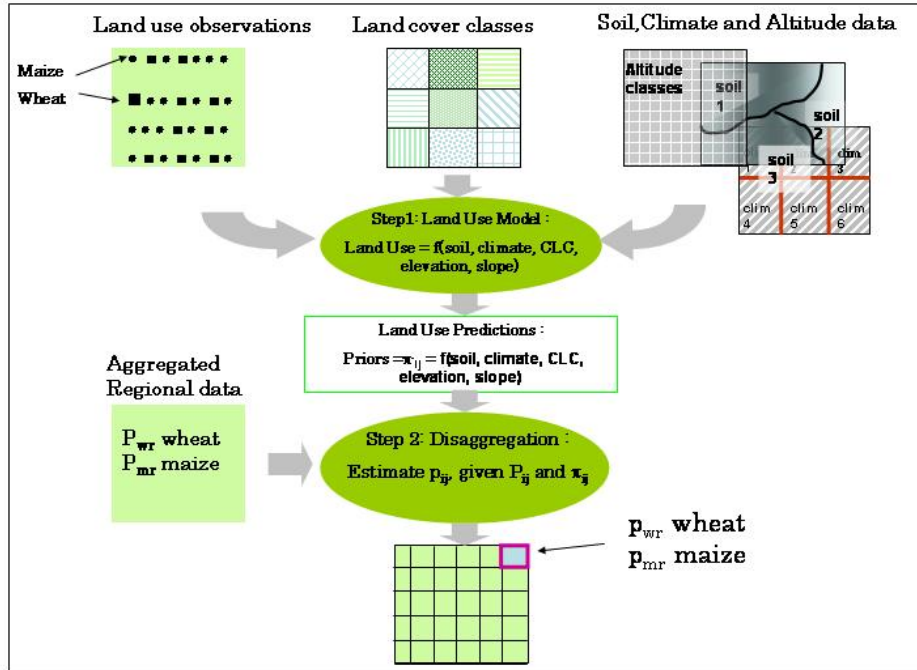 Land use observations
Land cover classes
Soil,Climate and Altitude data
Maize
Wheat
Altitude
classes
soil
1
soil
2
soil
3
1
2
clim
3
clim
4
clim
5
clim
6
Step1: Land Use Model :
Land Use = f(soil, climate, CLC,
elevation, slope)
Land Use Predictions :
Priors =π ij = f(soil, climate, CLC,
elevation, slope)
Aggregated
Regional data
Pwr wheat
Pmr maize
Step 2: Disaggregation :
Estimate pij, given Pij and πij
pwr wheat
pmr maize